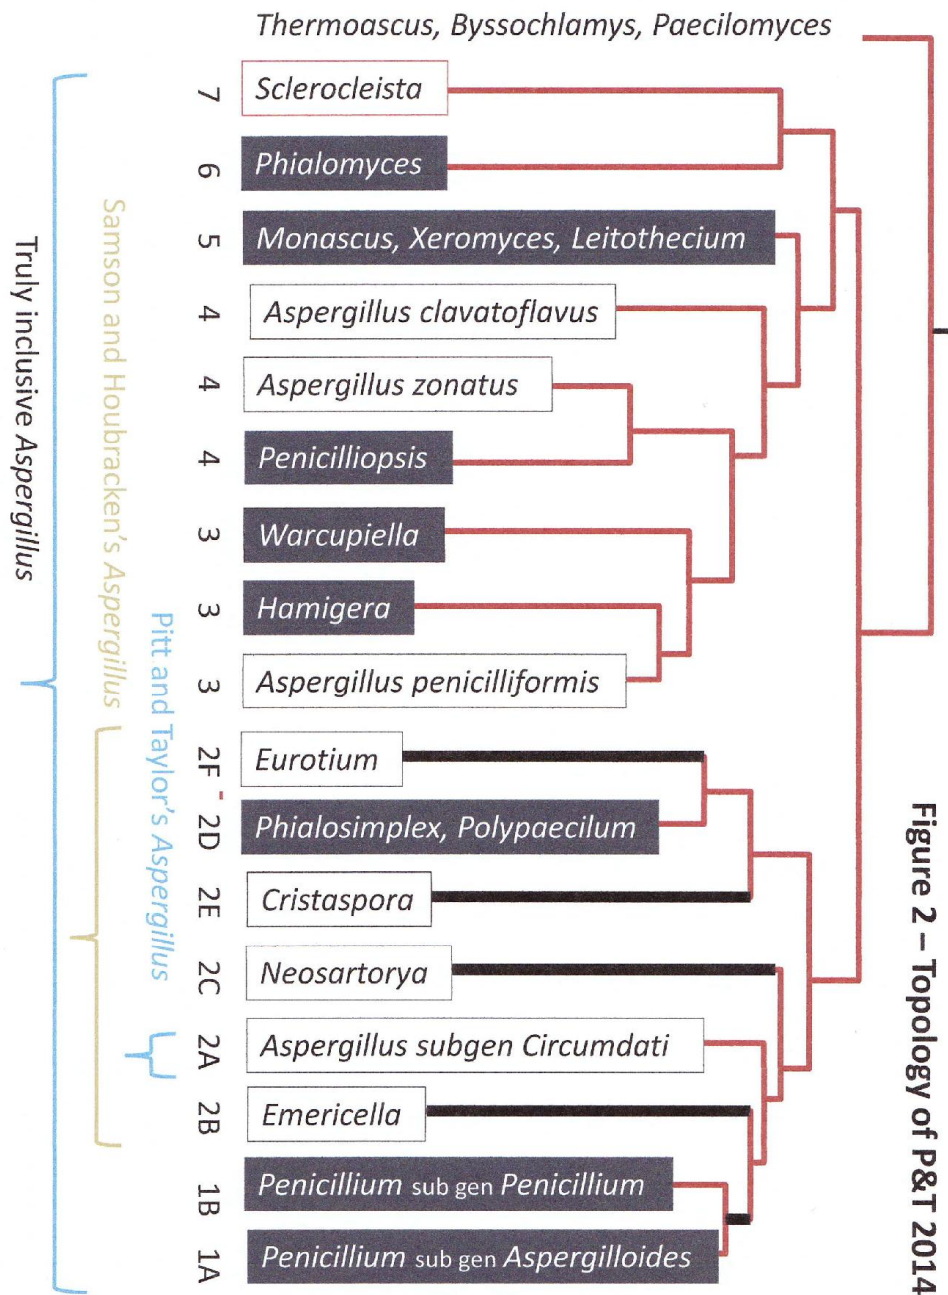 Figure 2 – Topology of P&T 2014
Thermoascus, Byssochlamys, Paecilomyces
7 Sclerocleista
6 Phialomyces
5 Monascus, Xeromyces, Leitothecium
4 Aspergillus clavatoflavus
4 Aspergillus zonatus
4 Penicilliopsis
3 Warcupiella
3 Hamigera
3 Aspergillus penicilliformis
2F Eurotium
-
2D Phialosimplex, Polypaecilum
2E Cristaspora
2C Neosartorya
2A Aspergillus subgen Circumdati
2B Emericella
1B Penicillium sub gen Penicillium
1A Penicillium sub gen Aspergilloides
Pitt and Taylor's Aspergillus
Samson and Houbracken's Aspergillus
Truly inclusive Aspergillus